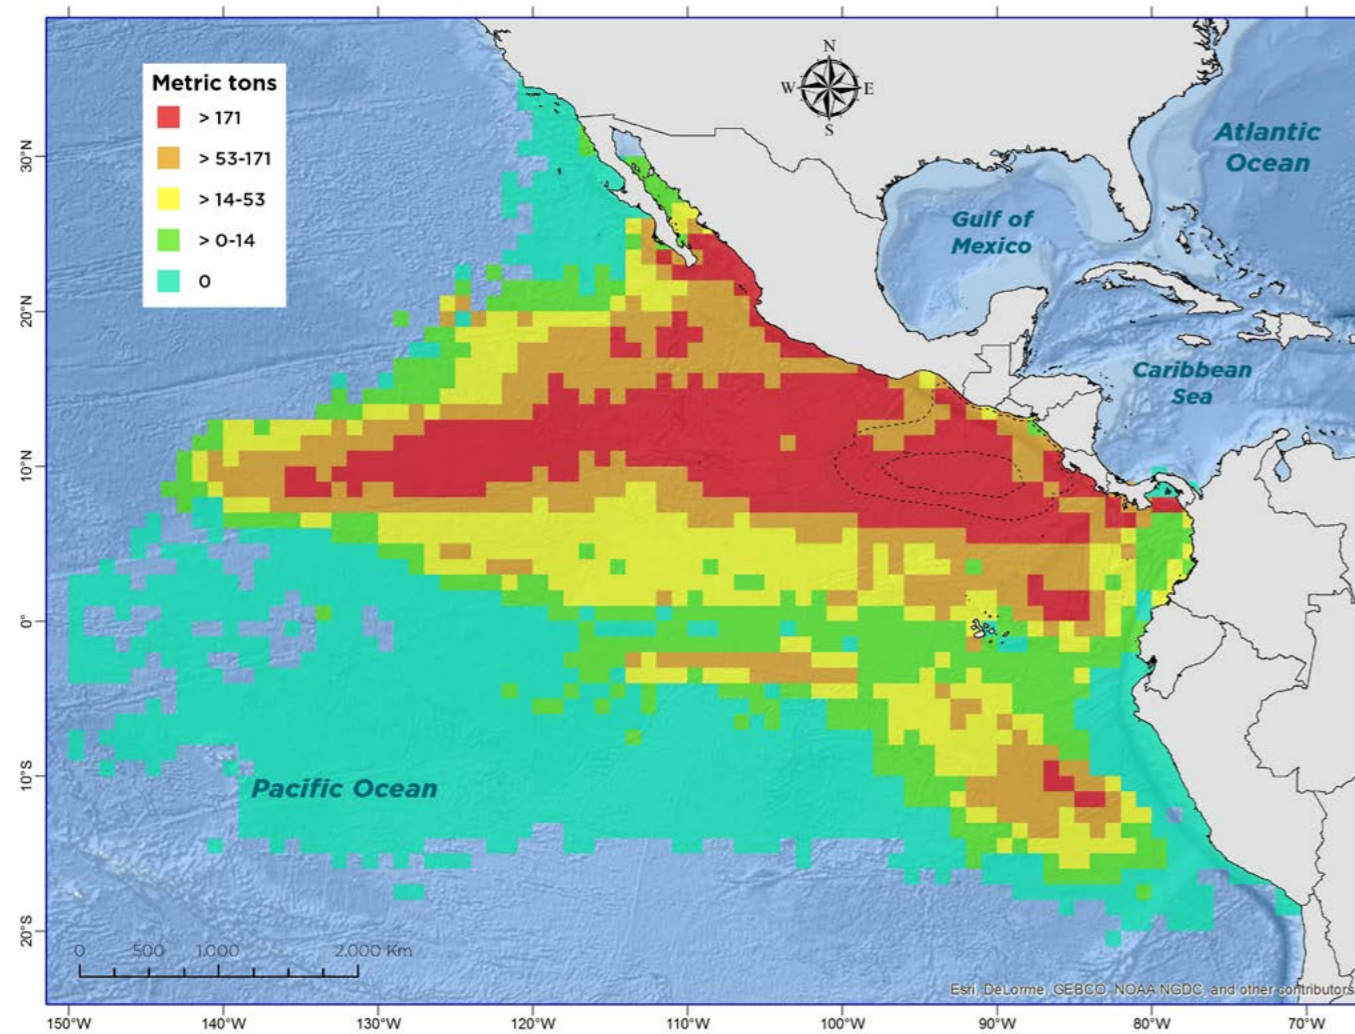 Metric tons
> 171
> 53-171
> 14-53
> 0-14
0
N
W E
S
Atlantic
Ocean
Gulf of
Mexico
Caribbean
Sea
Pacific Ocean
30°N
20°N
10°N
0°
10°S
20°S
0 500 1.000 2.000 Km
Esri, DeLorme, GEBCO, NOAA NGDC, and other contributors
150°W 140°W 130°W 120°W 110°W 100°W 90°W 80°W 70°W